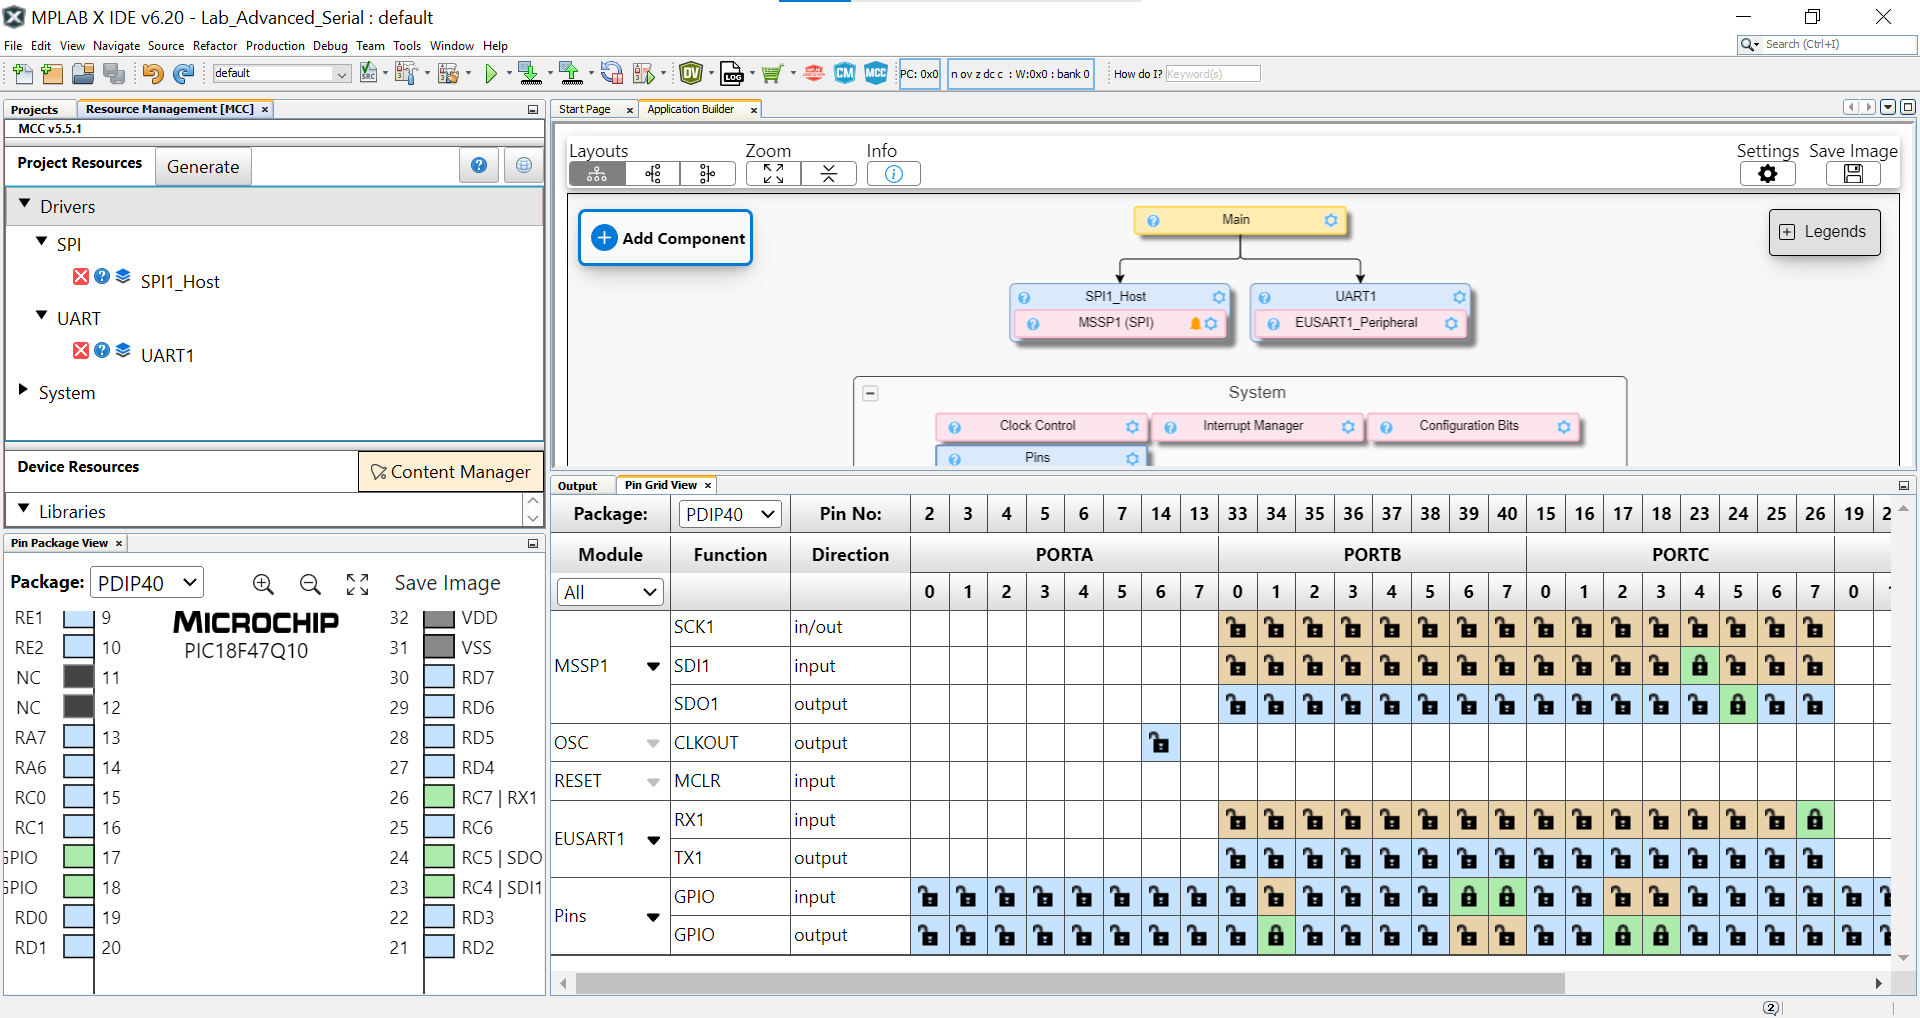 MPLAB X IDE v6.20 - Lab_Advanced_Serial : default
File Edit View Navigate Source Refactor Production Debug Team Tools Window Help
Search (Ctrl+I)
default
SRC
DV
LOG
CM
MCC
PC: 0x0
n ov z dc c : W:0x0 : bank 0
How do I?
Keyword(s)
Projects
Resource Management [MCC] ×
MCC v5.5.1
Project Resources
Generate
Drivers
SPI
SPI1_Host
UART
UART1
System
Device Resources
Content Manager
Libraries
Start Page × Application Builder ×
Layouts Zoom Info Settings Save Image
Add Component
Legends
Main
SPI1_Host
MSSP1 (SPI)
UART1
EUSART1_Peripheral
System
Clock Control Interrupt Manager Configuration Bits
Pins
Pin Package View ×
Package: PDIP40 Save Image
MICROCHIP
PIC18F47Q10
RE1 9 32 VDD
RE2 10 31 VSS
NC 11 30 RD7
NC 12 29 RD6
RA7 13 28 RD5
RA6 14 27 RD4
RC0 15 26 RC7 | RX1
RC1 16 25 RC6
GPIO 17 24 RC5 | SDO
GPIO 18 23 RC4 | SDI1
RD0 19 22 RD3
RD1 20 21 RD2
Output Pin Grid View ×
Package: PDIP40 Pin No: 2 3 4 5 6 7 14 13 33 34 35 36 37 38 39 40 15 16 17 18 23 24 25 26 19 2
Module Function Direction PORTA PORTB PORTC
All 0 1 2 3 4 5 6 7 0 1 2 3 4 5 6 7 0 1 2 3 4 5 6 7 0 1
MSSP1
SCK1 in/out
SDI1 input
SDO1 output
OSC CLKOUT output
RESET MCLR input
EUSART1
RX1 input
TX1 output
Pins
GPIO input
GPIO output
2